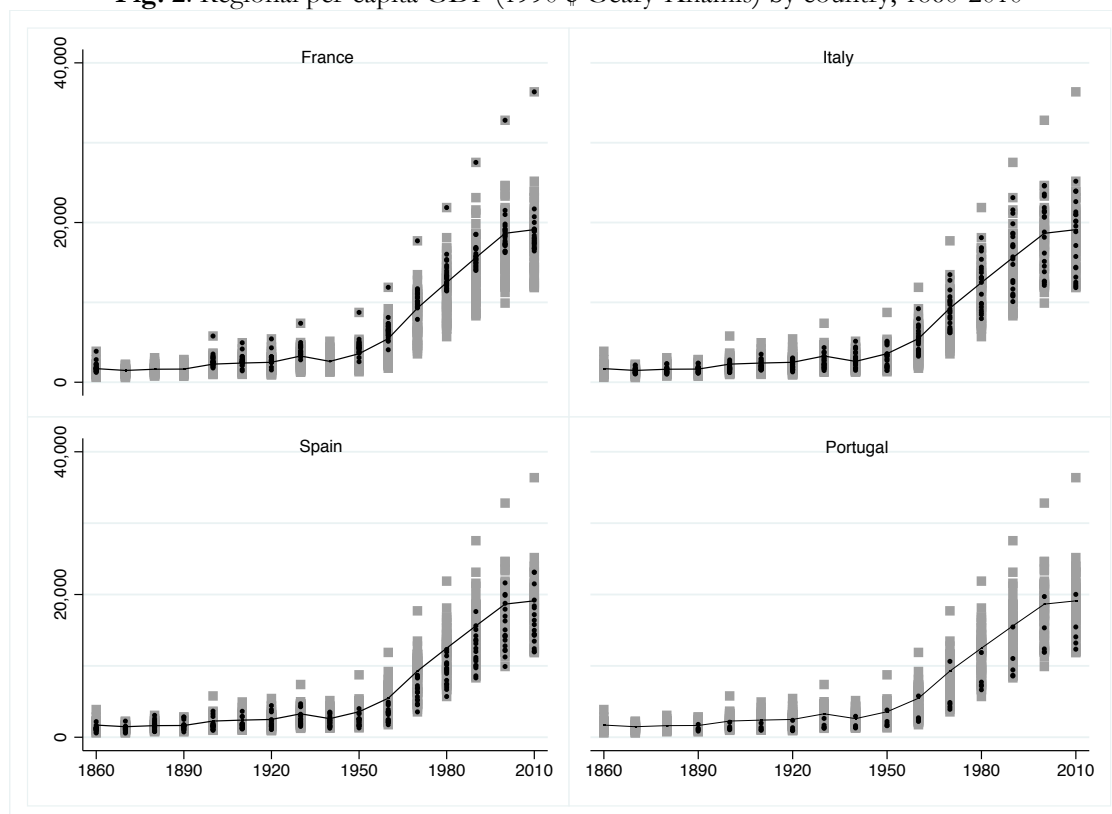 Fig. 2. Regional per-capita GDP (1990 $ Geary-Khamis) by country, 1860-2010
France
Italy
40,000
20,000
0
Spain
Portugal
40,000
20,000
0
1860 1890 1920 1950 1980 2010
1860 1890 1920 1950 1980 2010